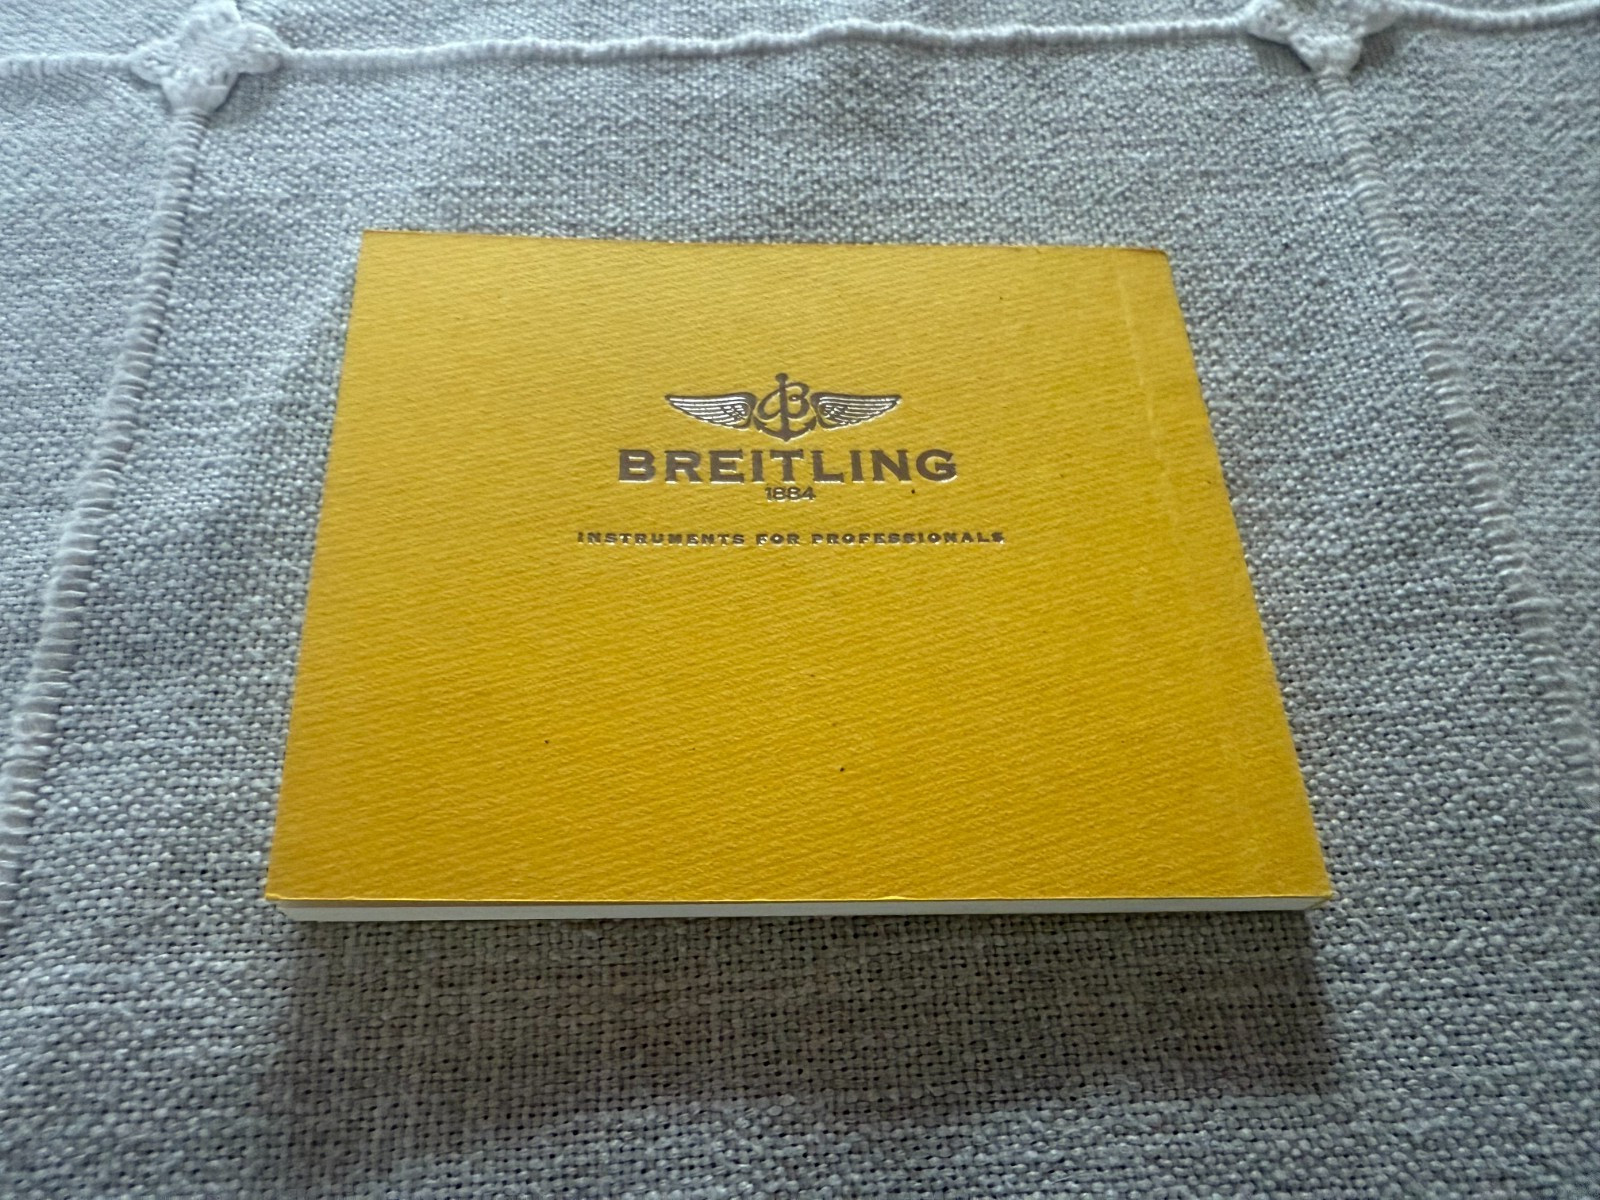 B
BREITLING
1884
INSTRUMENTS FOR PROFESSIONALS